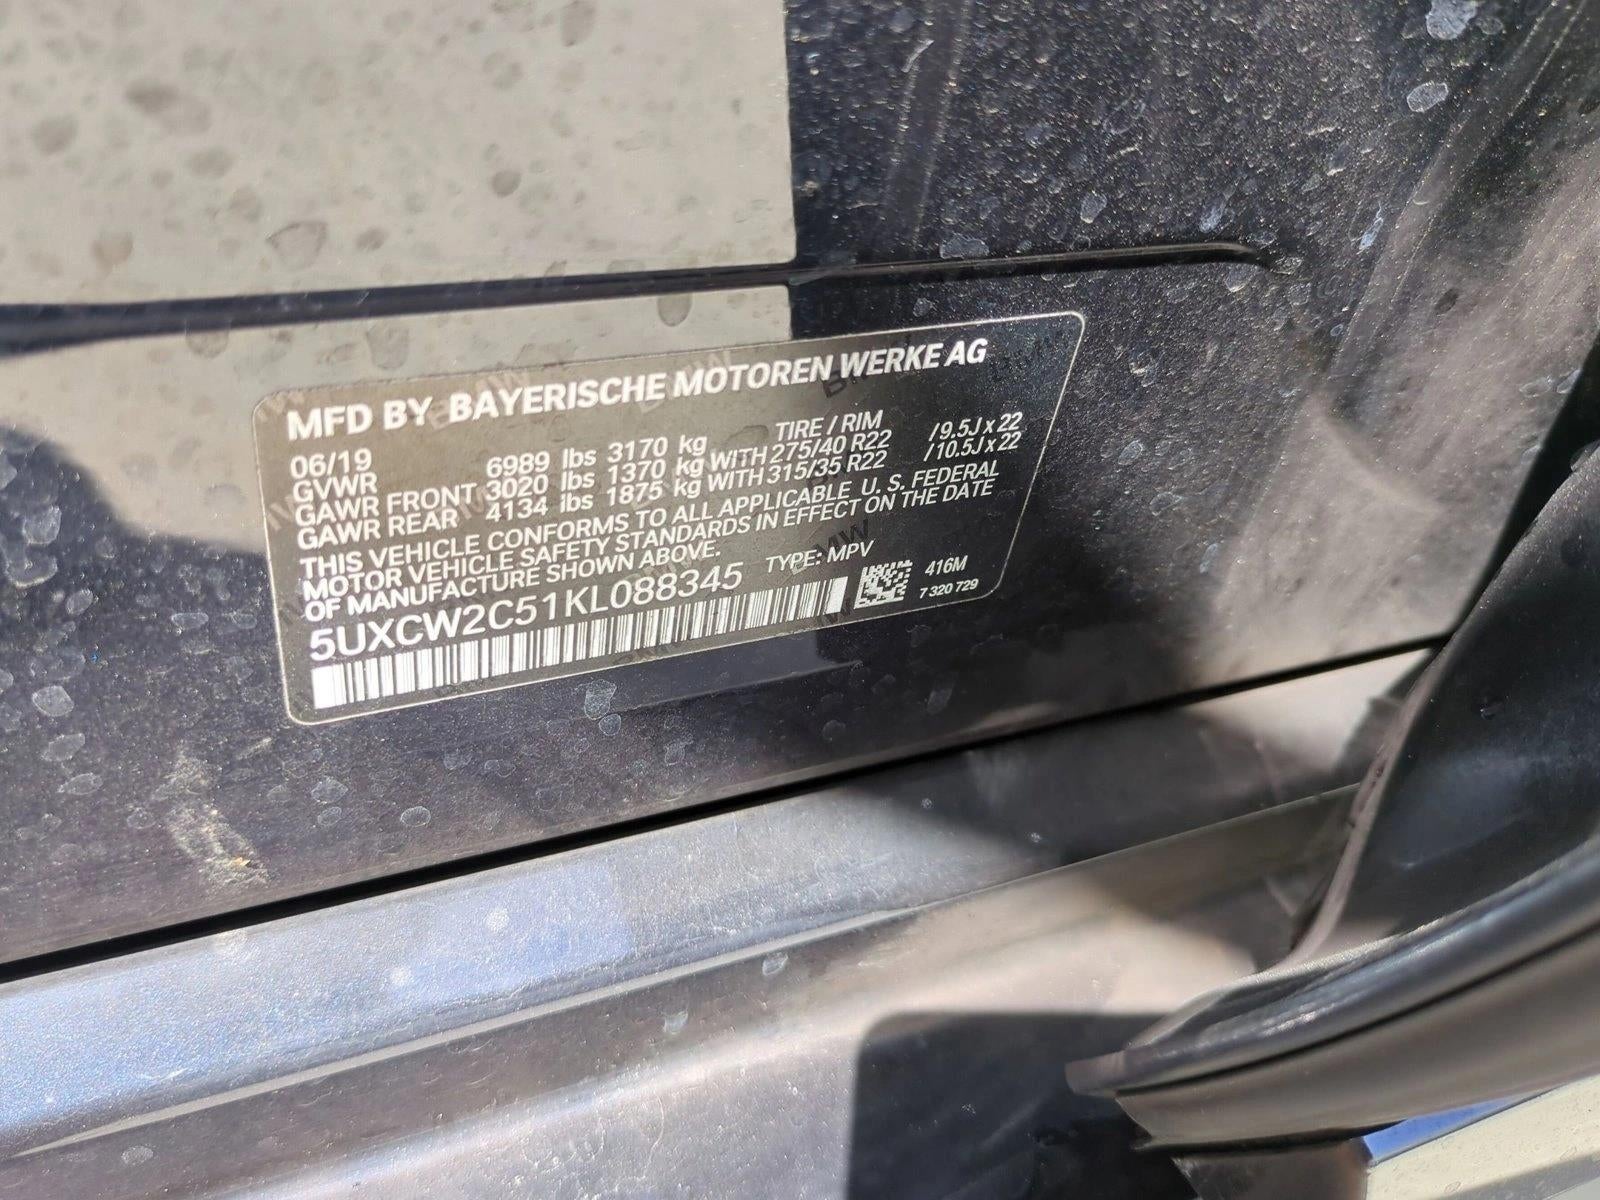 MFD BY BAYERISCHE MOTOREN WERKE AG
06/19 TIRE / RIM
GVWR 6989 lbs 3170 kg
GAWR FRONT 3020 lbs 1370 kg WITH 275/40 R22 /9.5J x 22
GAWR REAR 4134 lbs 1875 kg WITH 315/35 R22 /10.5J x 22
THIS VEHICLE CONFORMS TO ALL APPLICABLE U. S. FEDERAL
MOTOR VEHICLE SAFETY STANDARDS IN EFFECT ON THE DATE
OF MANUFACTURE SHOWN ABOVE.
5UXCW2C51KL088345 TYPE: MPV
416M
7 320 729